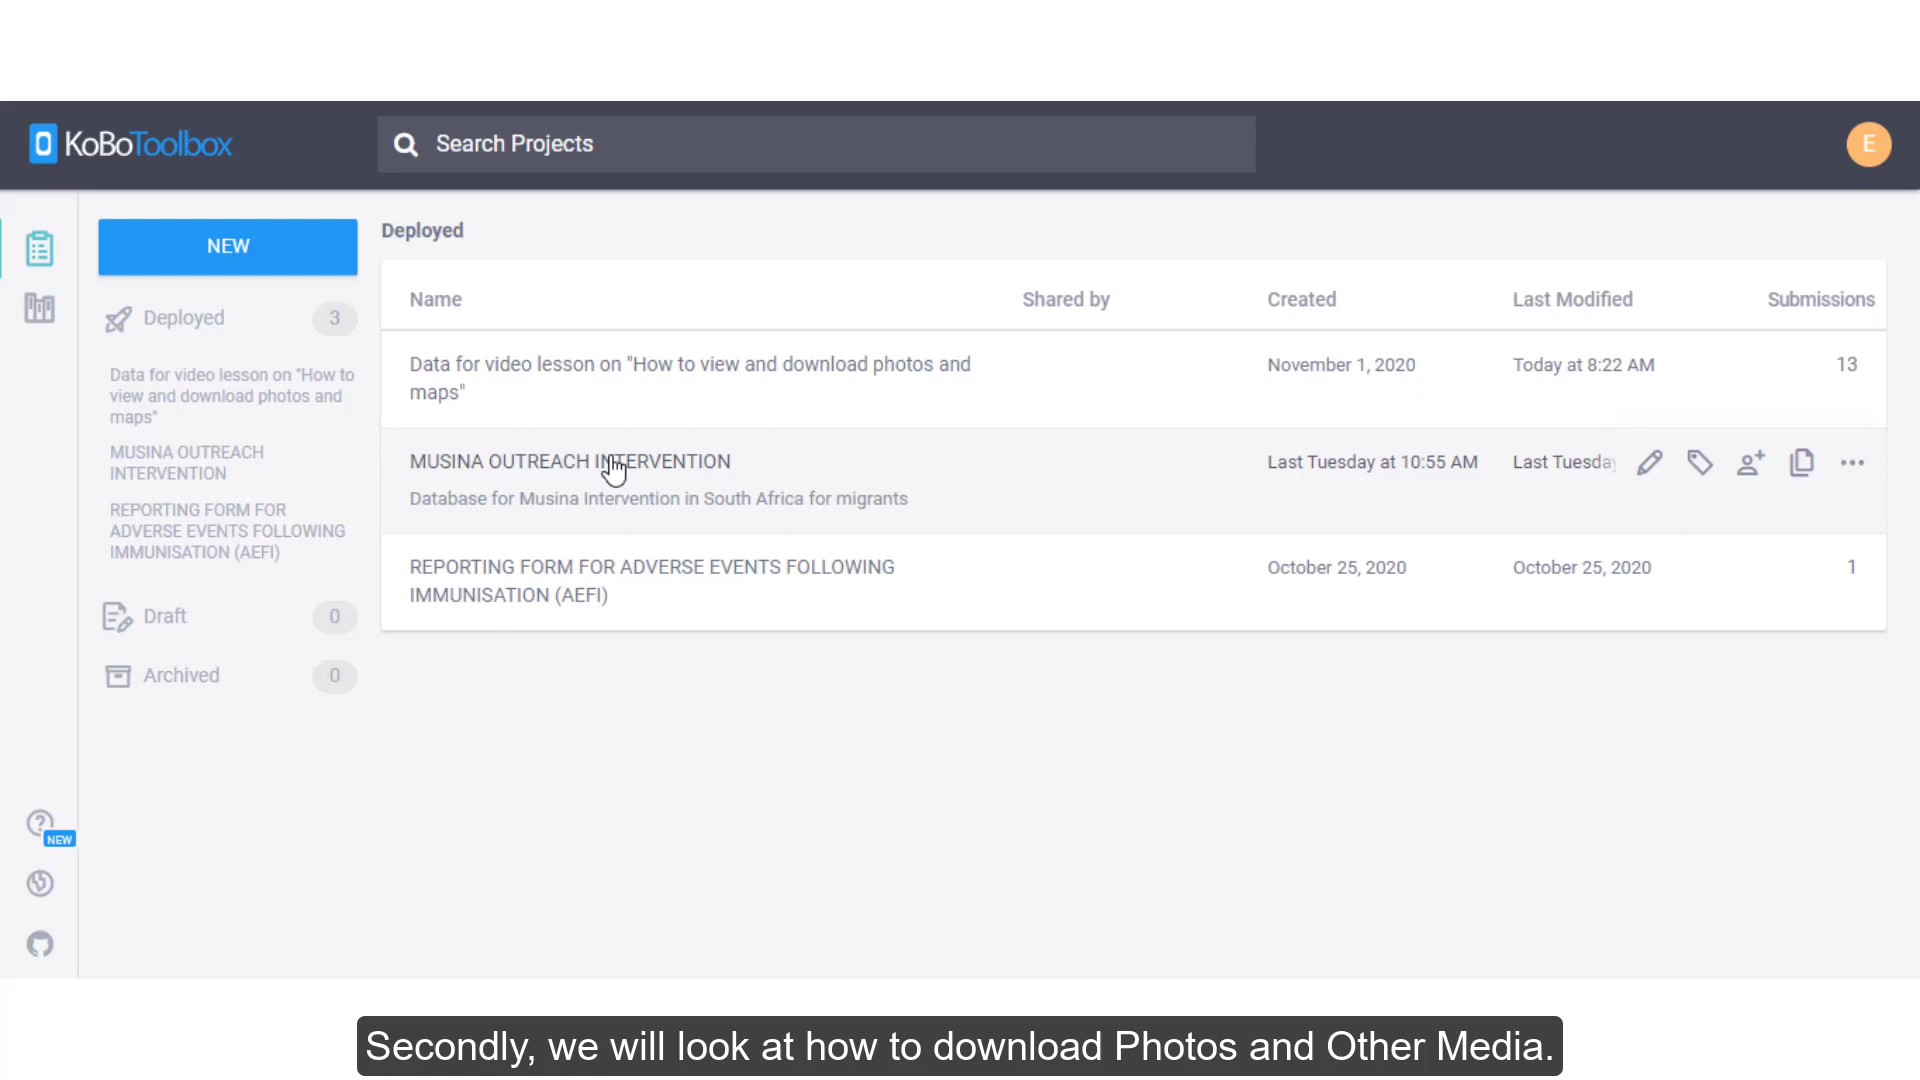 KoBoToolbox
Search Projects
E
NEW
Deployed 3
Data for video lesson on "How to
view and download photos and
maps"
MUSINA OUTREACH
INTERVENTION
REPORTING FORM FOR
ADVERSE EVENTS FOLLOWING
IMMUNISATION (AEFI)
Draft 0
Archived 0
NEW
Deployed
Name Shared by Created Last Modified Submissions
Data for video lesson on "How to view and download photos and November 1, 2020 Today at 8:22 AM 13
maps"
MUSINA OUTREACH INTERVENTION Last Tuesday at 10:55 AM Last Tuesday
Database for Musina Intervention in South Africa for migrants
REPORTING FORM FOR ADVERSE EVENTS FOLLOWING October 25, 2020 October 25, 2020 1
IMMUNISATION (AEFI)
Secondly, we will look at how to download Photos and Other Media.